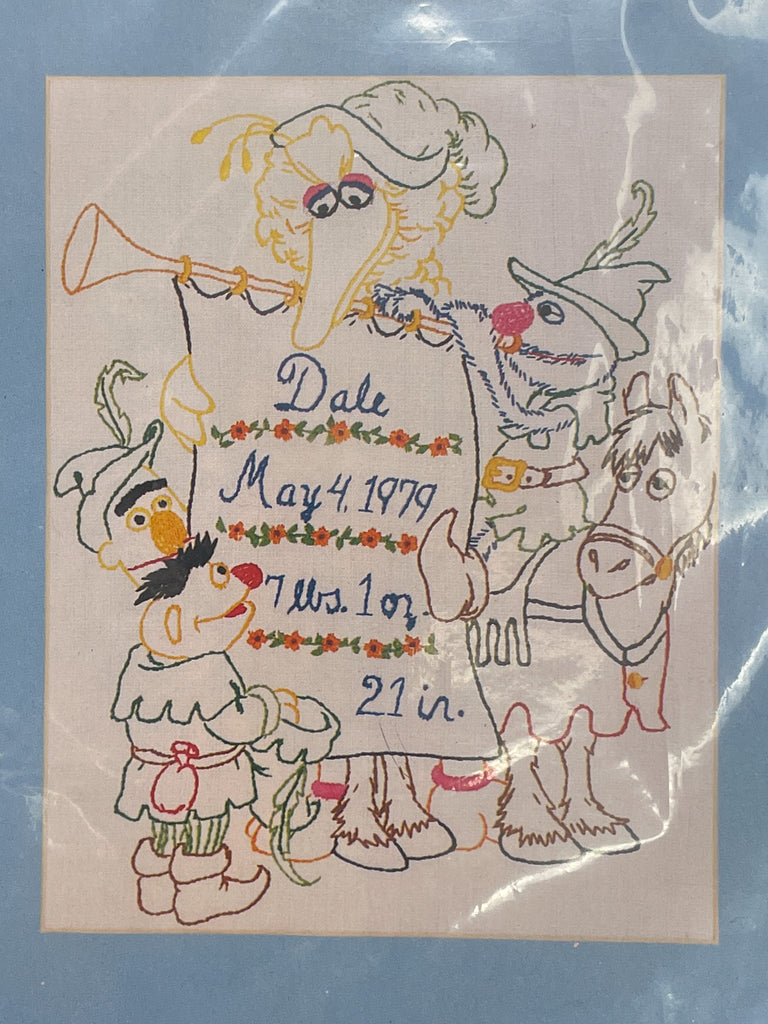 Dale
May 4, 1979
7 lbs. 1 oz.
21 in.